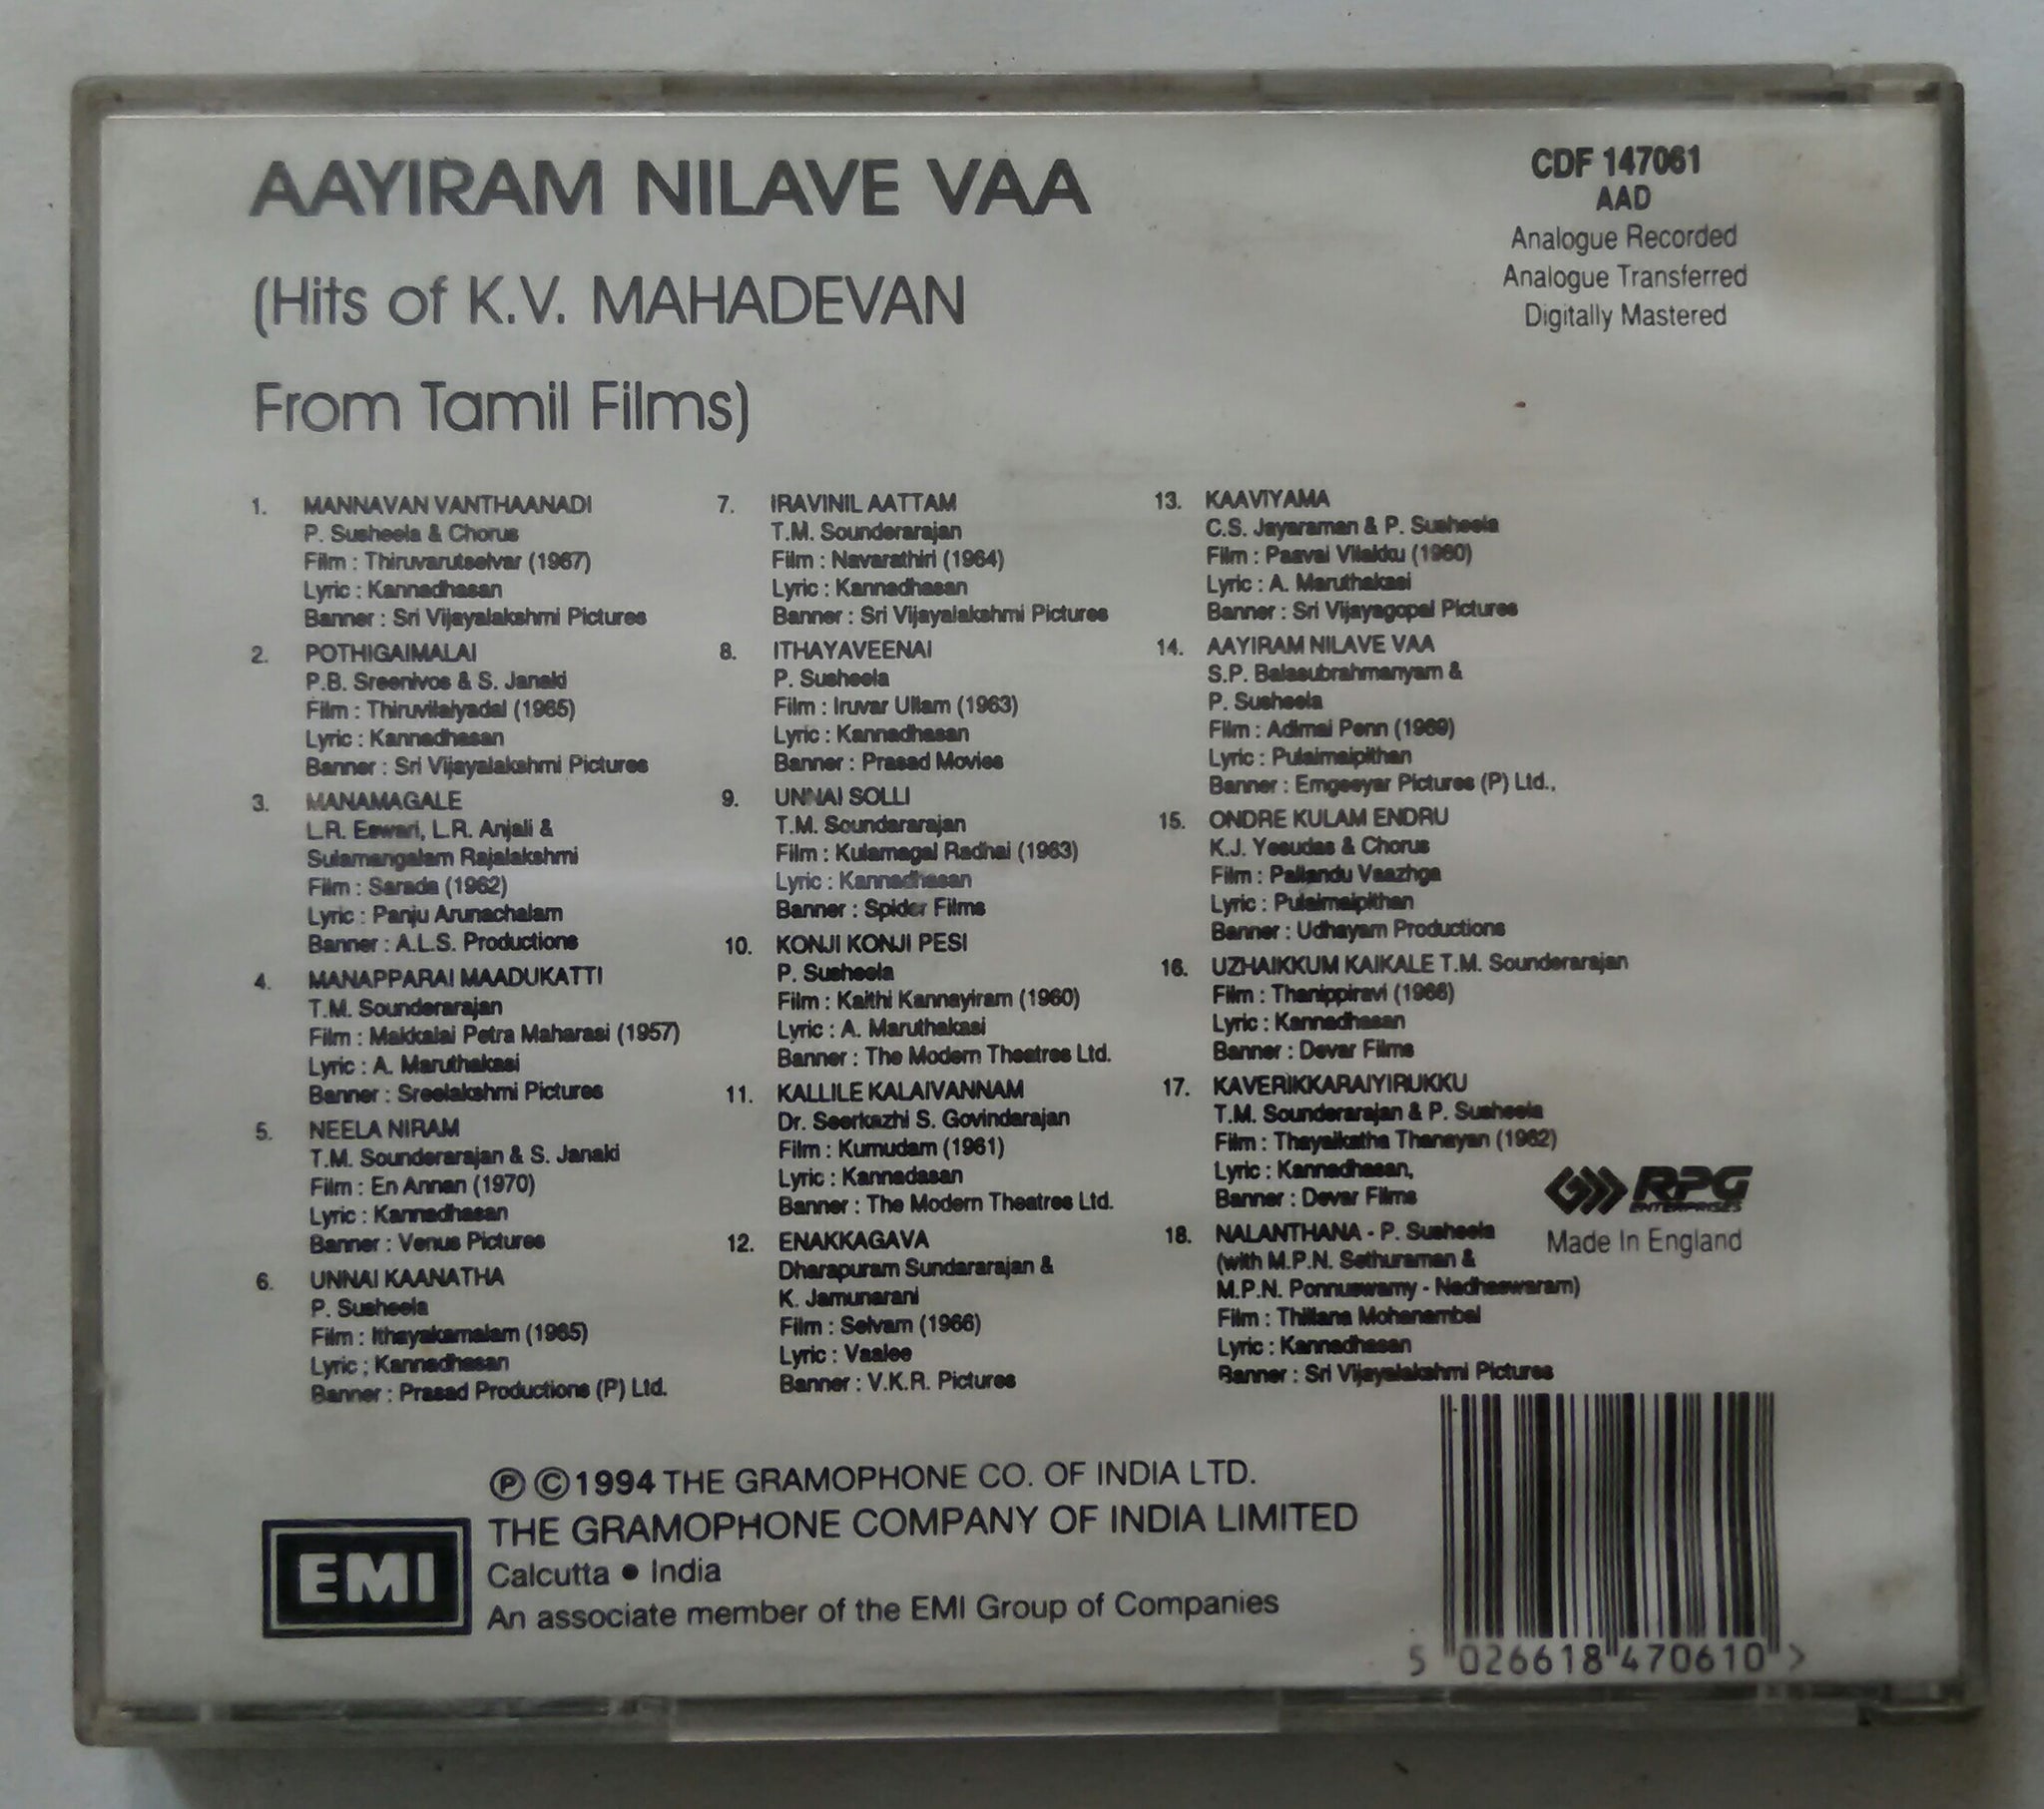 AAYIRAM NILAVE VAA
(Hits of K.V. MAHADEVAN
From Tamil Films)
CDF 147061
AAD
Analogue Recorded
Analogue Transferred
Digitally Mastered
1. MANNAVAN VANTHAANADI
P. Susheela & Chorus
Film : Thiruvarutselvar (1967)
Lyric : Kannadhasan
Banner : Sri Vijayalakshmi Pictures
2. POTHIGAIMALAI
P.B. Sreenivos & S. Janaki
Film : Thiruvilaiyadal (1965)
Lyric : Kannadhasan
Banner : Sri Vijayalakshmi Pictures
3. MANAMAGALE
L.R. Eswari, L.R. Anjali &
Sulamangalam Rajalakshmi
Film : Sarada (1962)
Lyric : Panju Arunachalam
Banner : A.L.S. Productions
4. MANAPPARAI MAADUKATTI
T.M. Sounderarajan
Film : Makkalai Petra Maharasi (1957)
Lyric : A. Maruthakasi
Banner : Sreelakshmi Pictures
5. NEELA NIRAM
T.M. Sounderarajan & S. Janaki
Film : En Annan (1970)
Lyric : Kannadhasan
Banner : Venus Pictures
6. UNNAI KAANATHA
P. Susheela
Film : Ithayakamalam (1965)
Lyric ; Kannadhasan
Banner : Prasad Productions (P) Ltd.
7. IRAVINIL AATTAM
T.M. Sounderarajan
Film : Navarathiri (1964)
Lyric : Kannadhasan
Banner : Sri Vijayalakshmi Pictures
8. ITHAYAVEENAI
P. Susheela
Film : Iruvar Ullam (1963)
Lyric : Kannadhasan
Banner : Prasad Movies
9. UNNAI SOLLI
T.M. Soundararajan
Film : Kulamagal Radhai (1963)
Lyric : Kannadhasan
Banner : Spider Films
10. KONJI KONJI PESI
P. Susheela
Film : Kaithi Kannayiram (1960)
Lyric : A. Maruthakasi
Banner : The Modern Theatres Ltd.
11. KALLILE KALAIVANNAM
Dr. Seerkazhi S. Govindarajan
Film : Kumudam (1961)
Lyric : Kannadasan
Banner : The Modern Theatres Ltd.
12. ENAKKAGAVA
Dharapuram Sundararajan &
K. Jamunarani
Film : Selvam (1966)
Lyric : Vaalee
Banner : V.K.R. Pictures
13. KAAVIYAMA
C.S. Jayaraman & P. Susheela
Film : Paavai Vilakku (1960)
Lyric : A. Maruthakasi
Banner : Sri Vijayagopal Pictures
14. AAYIRAM NILAVE VAA
S.P. Balasubrahmanyam &
P. Susheela
Film : Adimai Penn (1969)
Lyric : Pulaimaipithan
Banner : Emgeeyar Pictures (P) Ltd.,
15. ONDRE KULAM ENDRU
K.J. Yesudas & Chorus
Film : Pallandu Vaazhga
Lyric : Pulaimaipithan
Banner : Udhayam Productions
16. UZHAIKKUM KAIKALE T.M. Sounderarajan
Film : Thanippiravi (1966)
Lyric : Kannadhasan
Banner : Devar Films
17. KAVERIKKARAIYIRUKKU
T.M. Sounderarajan & P. Susheela
Film : Thayaikatha Thanayan (1962)
Lyric : Kannadhasan,
Banner : Devar Films
18. NALANTHANA - P. Susheela
(with M.P.N. Sethuraman &
M.P.N. Ponnuswamy - Nadhaswaram)
Film : Thillana Mohanambal
Lyric : Kannadhasan
Banner : Sri Vijayalakshmi Pictures
RPG
ENTERPRISES
Made In England
℗ ©1994 THE GRAMOPHONE CO. OF INDIA LTD.
THE GRAMOPHONE COMPANY OF INDIA LIMITED
Calcutta ● India
An associate member of the EMI Group of Companies
EMI
5 026618 470610 >